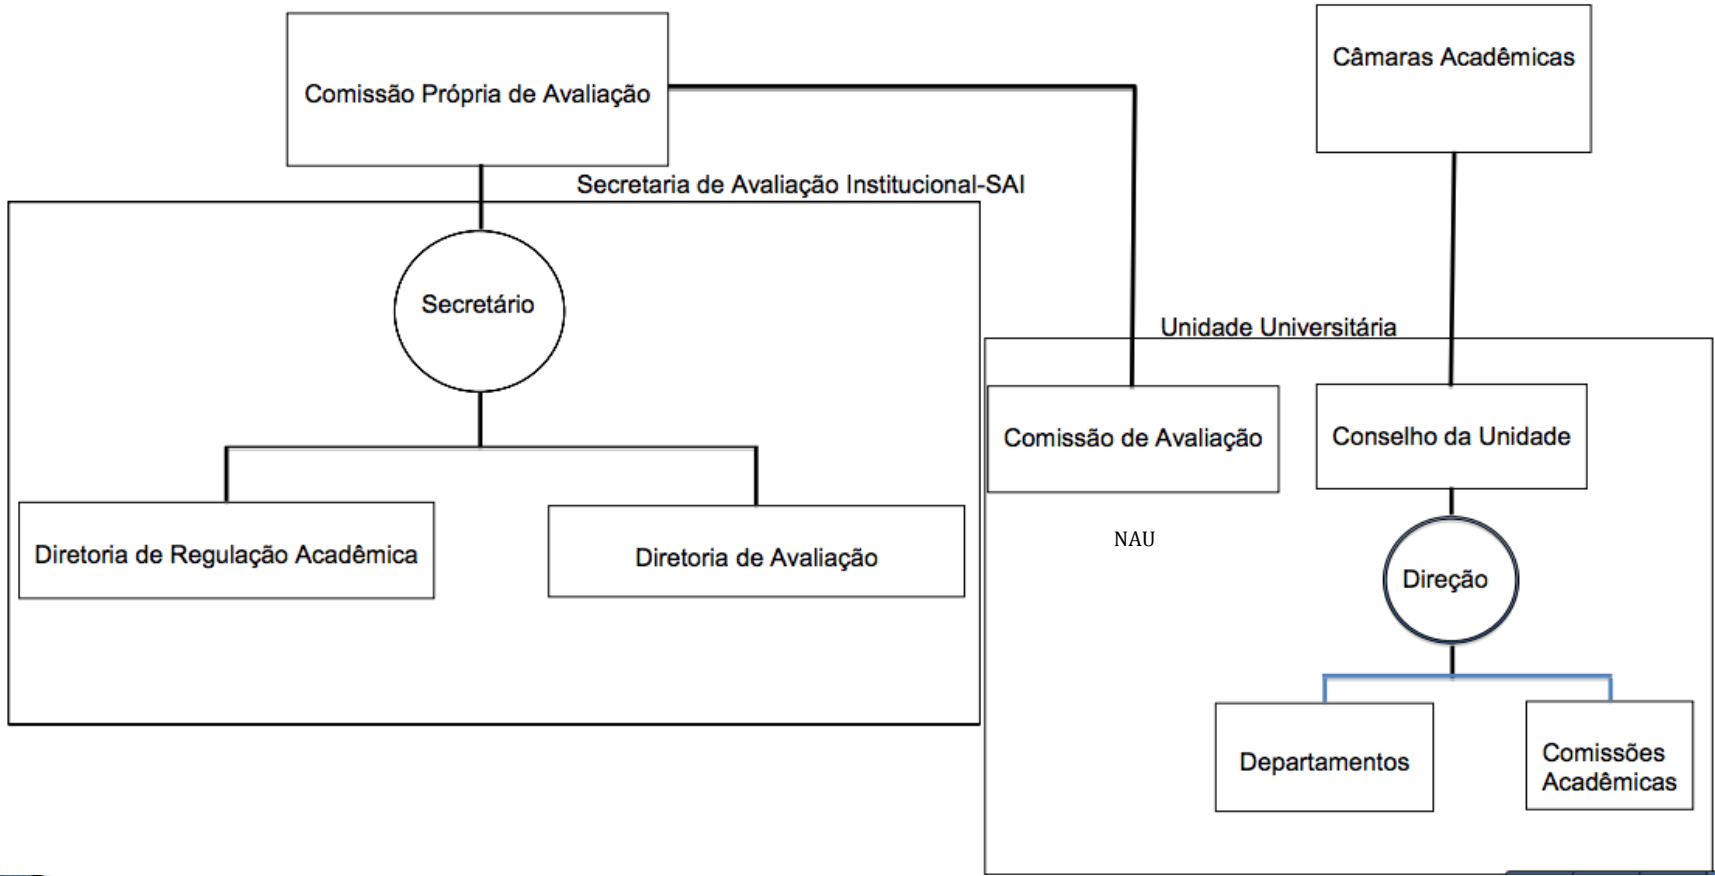 Câmaras Acadêmicas
Comissão Própria de Avaliação
Secretaria de Avaliação Institucional-SAI
Secretário
Unidade Universitária
Comissão de Avaliação
Conselho da Unidade
NAU
Diretoria de Regulação Acadêmica
Diretoria de Avaliação
Direção
Departamentos
Comissões
Acadêmicas